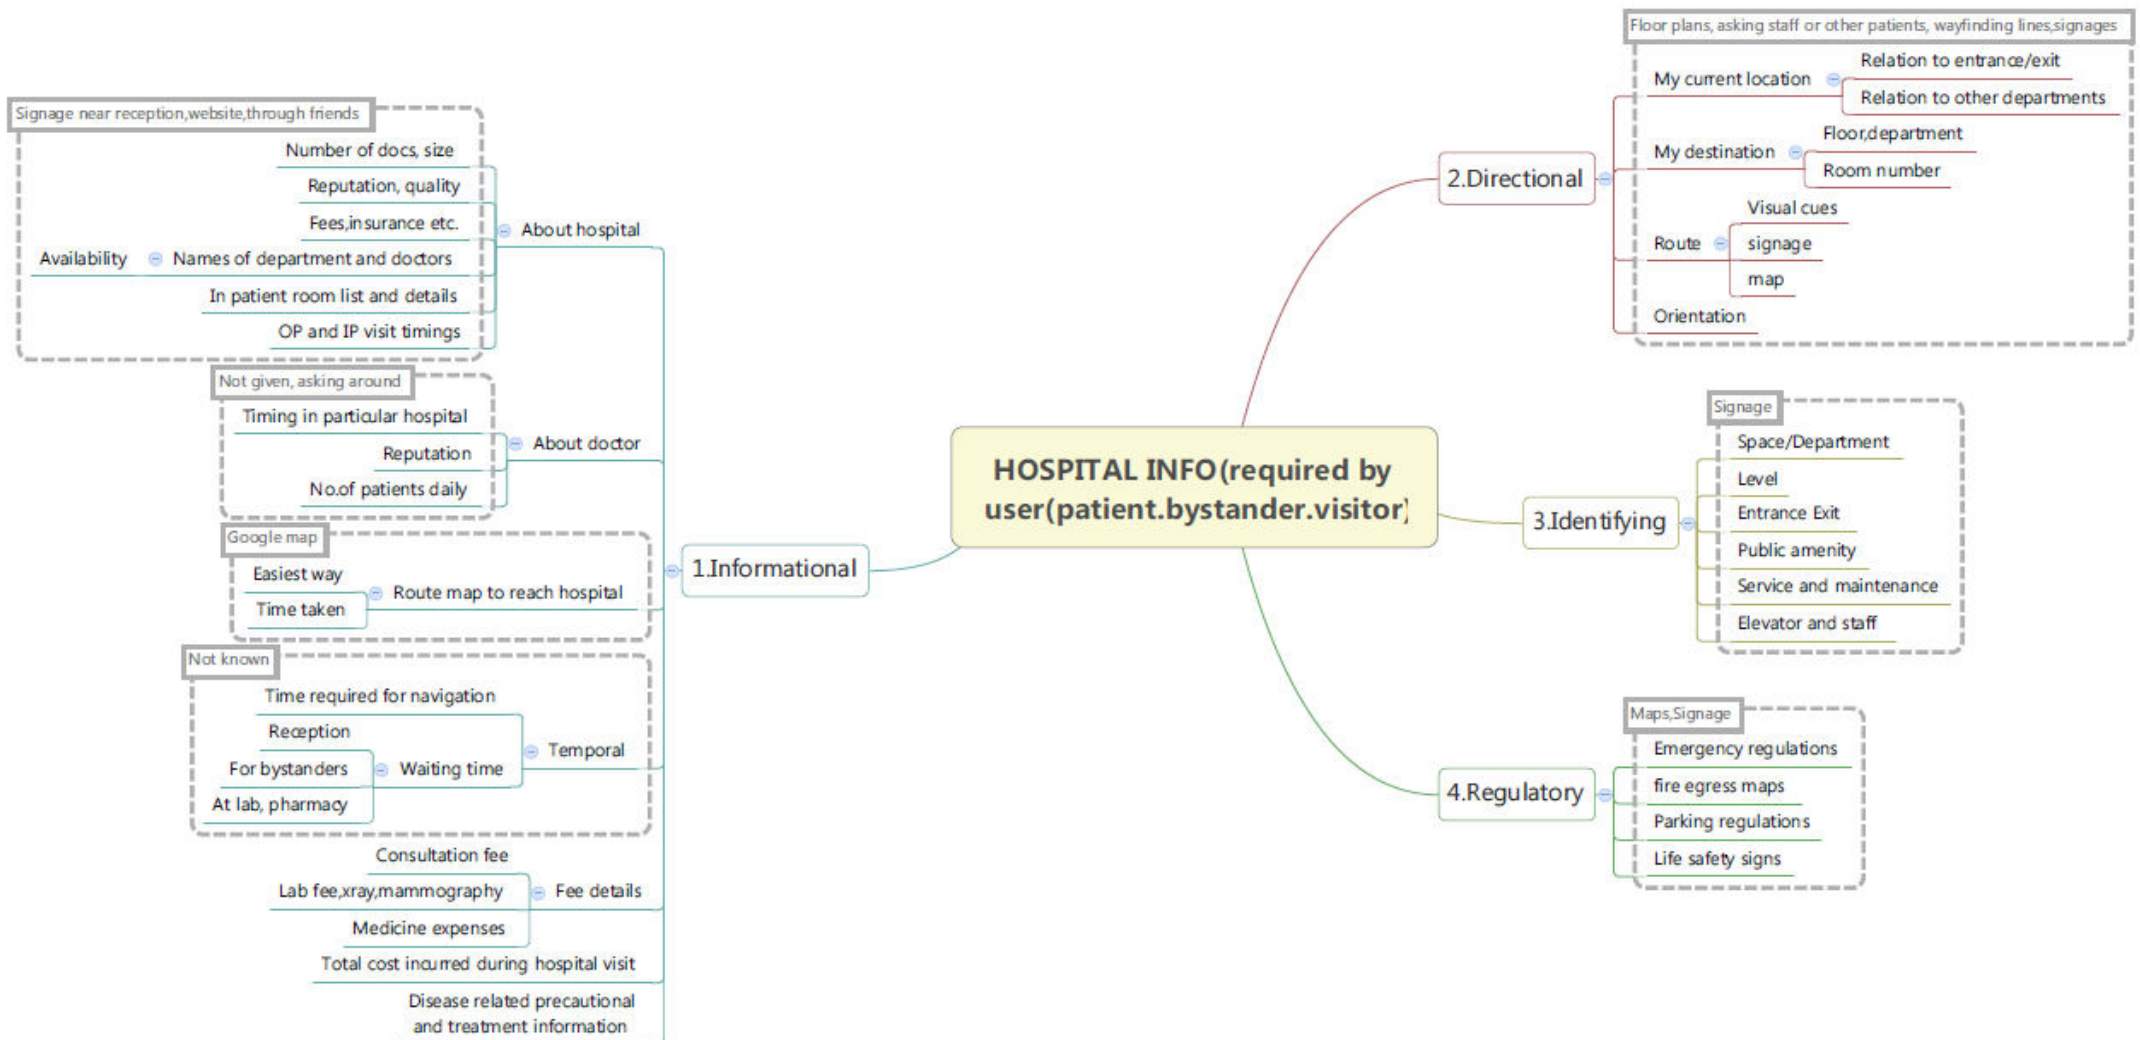 HOSPITAL INFO(required by
user(patient.bystander.visitor)
1.Informational
Signage near reception,website,through friends
About hospital
Number of docs, size
Reputation, quality
Fees,insurance etc.
Names of department and doctors
Availability
In patient room list and details
OP and IP visit timings
Not given, asking around
About doctor
Timing in particular hospital
Reputation
No.of patients daily
Google map
Route map to reach hospital
Easiest way
Time taken
Not known
Temporal
Time required for navigation
Waiting time
Reception
For bystanders
At lab, pharmacy
Fee details
Consultation fee
Lab fee,xray,mammography
Medicine expenses
Total cost incurred during hospital visit
Disease related precautional
and treatment information
2.Directional
Floor plans, asking staff or other patients, wayfinding lines,signages
My current location
Relation to entrance/exit
Relation to other departments
My destination
Floor,department
Room number
Route
Visual cues
signage
map
Orientation
3.Identifying
Signage
Space/Department
Level
Entrance Exit
Public amenity
Service and maintenance
Elevator and staff
4.Regulatory
Maps,Signage
Emergency regulations
fire egress maps
Parking regulations
Life safety signs